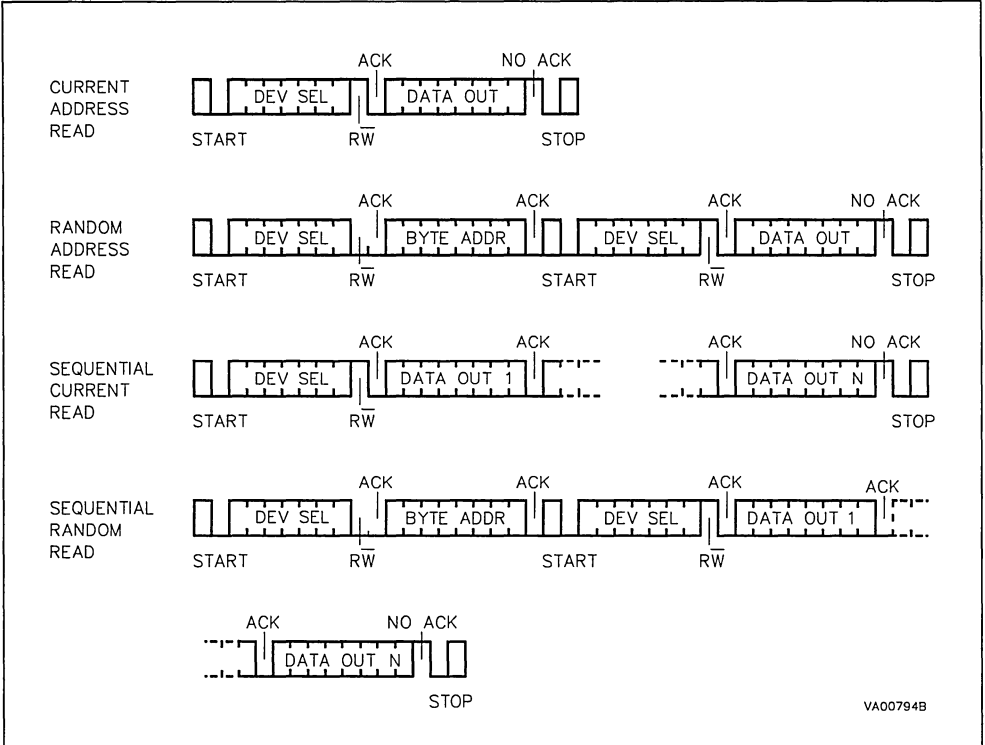 ACK NO ACK
CURRENT
ADDRESS
READ
DEV SEL DATA OUT
START RW̅ STOP
ACK ACK ACK NO ACK
RANDOM
ADDRESS
READ
DEV SEL BYTE ADDR DEV SEL DATA OUT
START RW̅ START RW̅ STOP
ACK ACK ACK NO ACK
SEQUENTIAL
CURRENT
READ
DEV SEL DATA OUT 1 DATA OUT N
START RW̅ STOP
ACK ACK ACK ACK
SEQUENTIAL
RANDOM
READ
DEV SEL BYTE ADDR DEV SEL DATA OUT 1
START RW̅ START RW̅
ACK NO ACK
DATA OUT N
STOP
VA00794B